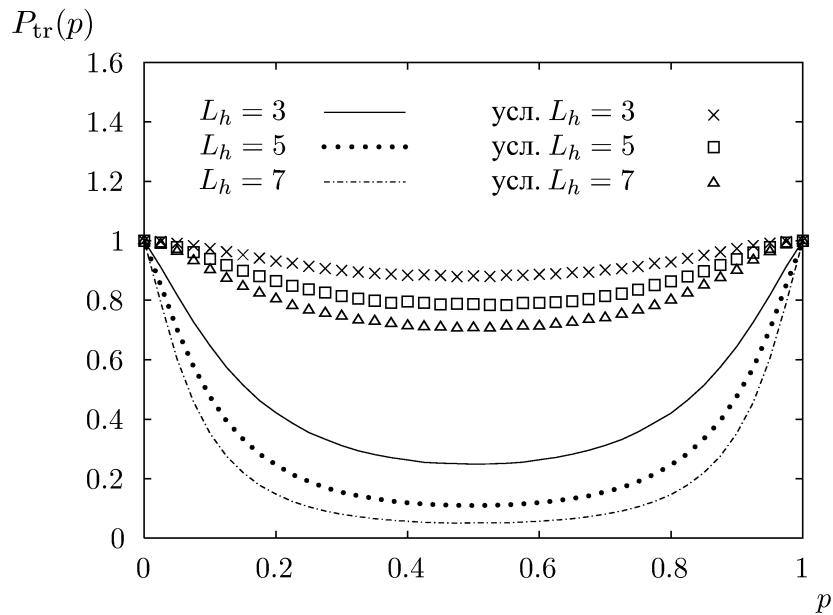 P_tr(p)
1.6
L_h = 3 усл. L_h = 3
1.4
L_h = 5 усл. L_h = 5
L_h = 7 усл. L_h = 7
1.2
1
0.8
0.6
0.4
0.2
0
0 0.2 0.4 0.6 0.8 1
p